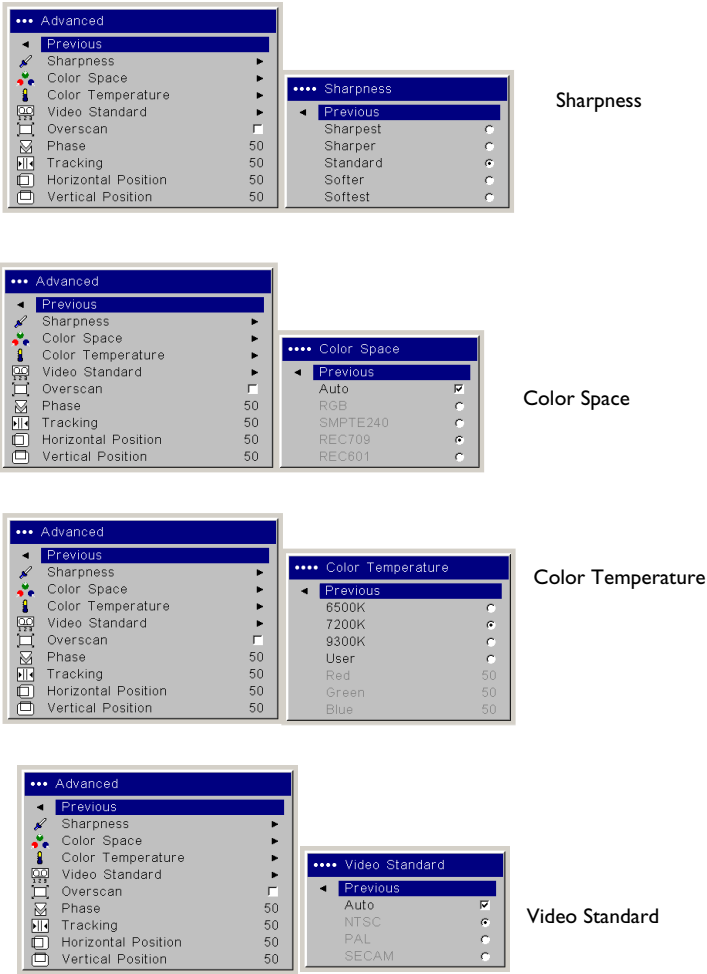 Advanced
Previous
Sharpness
Color Space
Color Temperature
Video Standard
Overscan
Phase 50
Tracking 50
Horizontal Position 50
Vertical Position 50
Sharpness
Previous
Sharpest
Sharper
Standard
Softer
Softest
Sharpness
Advanced
Previous
Sharpness
Color Space
Color Temperature
Video Standard
Overscan
Phase 50
Tracking 50
Horizontal Position 50
Vertical Position 50
Color Space
Previous
Auto
RGB
SMPTE240
REC709
REC601
Color Space
Advanced
Previous
Sharpness
Color Space
Color Temperature
Video Standard
Overscan
Phase 50
Tracking 50
Horizontal Position 50
Vertical Position 50
Color Temperature
Previous
6500K
7200K
9300K
User
Red 50
Green 50
Blue 50
Color Temperature
Advanced
Previous
Sharpness
Color Space
Color Temperature
Video Standard
Overscan
Phase 50
Tracking 50
Horizontal Position 50
Vertical Position 50
Video Standard
Previous
Auto
NTSC
PAL
SECAM
Video Standard